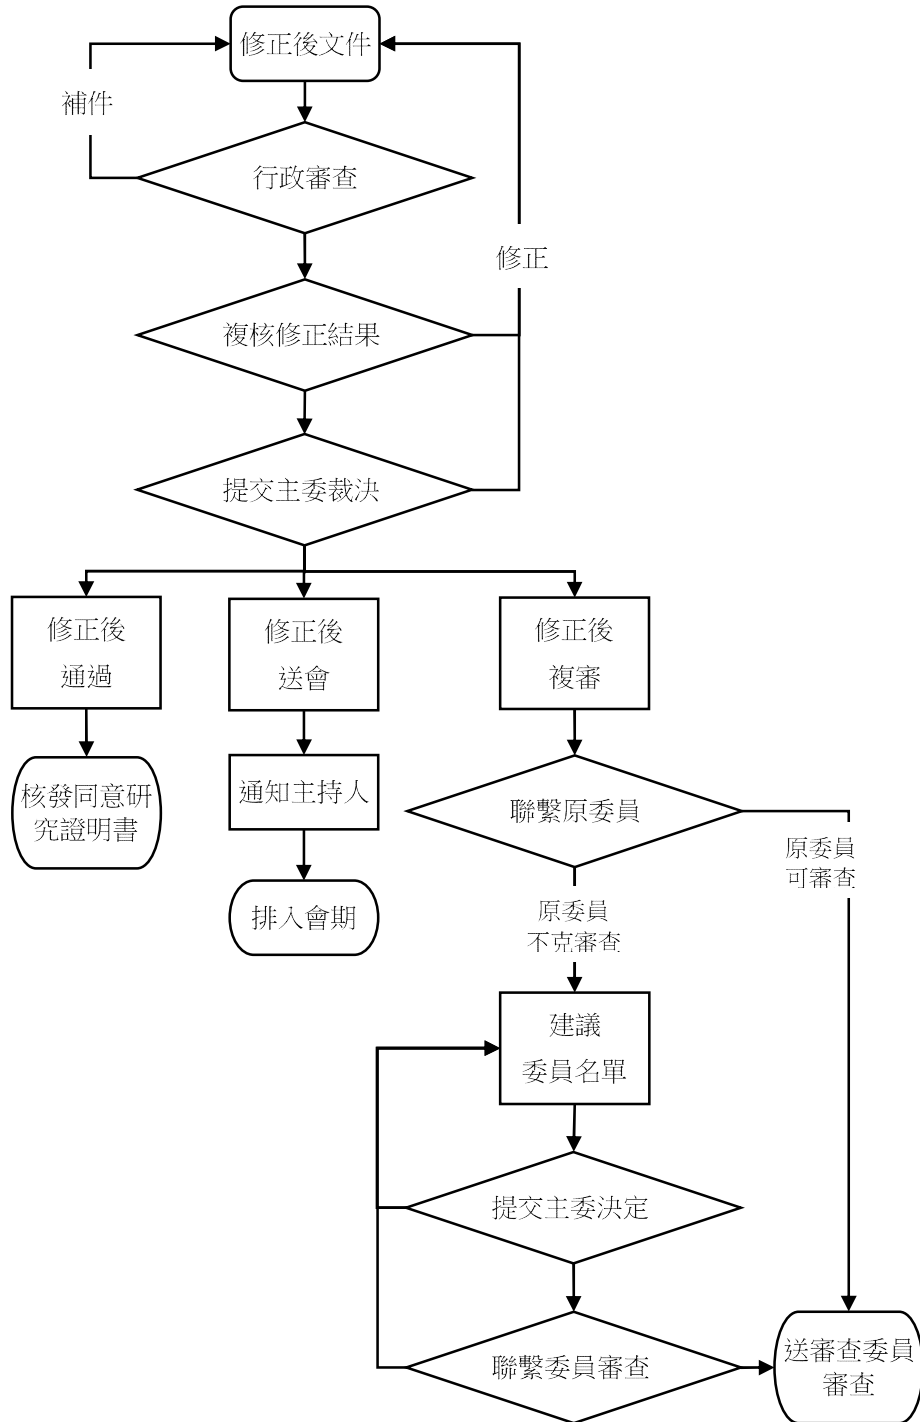 修正後文件
補件
行政審查
修正
複核修正結果
提交主委裁決
修正後
通過
修正後
送會
修正後
複審
核發同意研
究證明書
通知主持人
排入會期
聯繫原委員
原委員
可審查
原委員
不克審查
建議
委員名單
提交主委決定
聯繫委員審查
送審查委員
審查